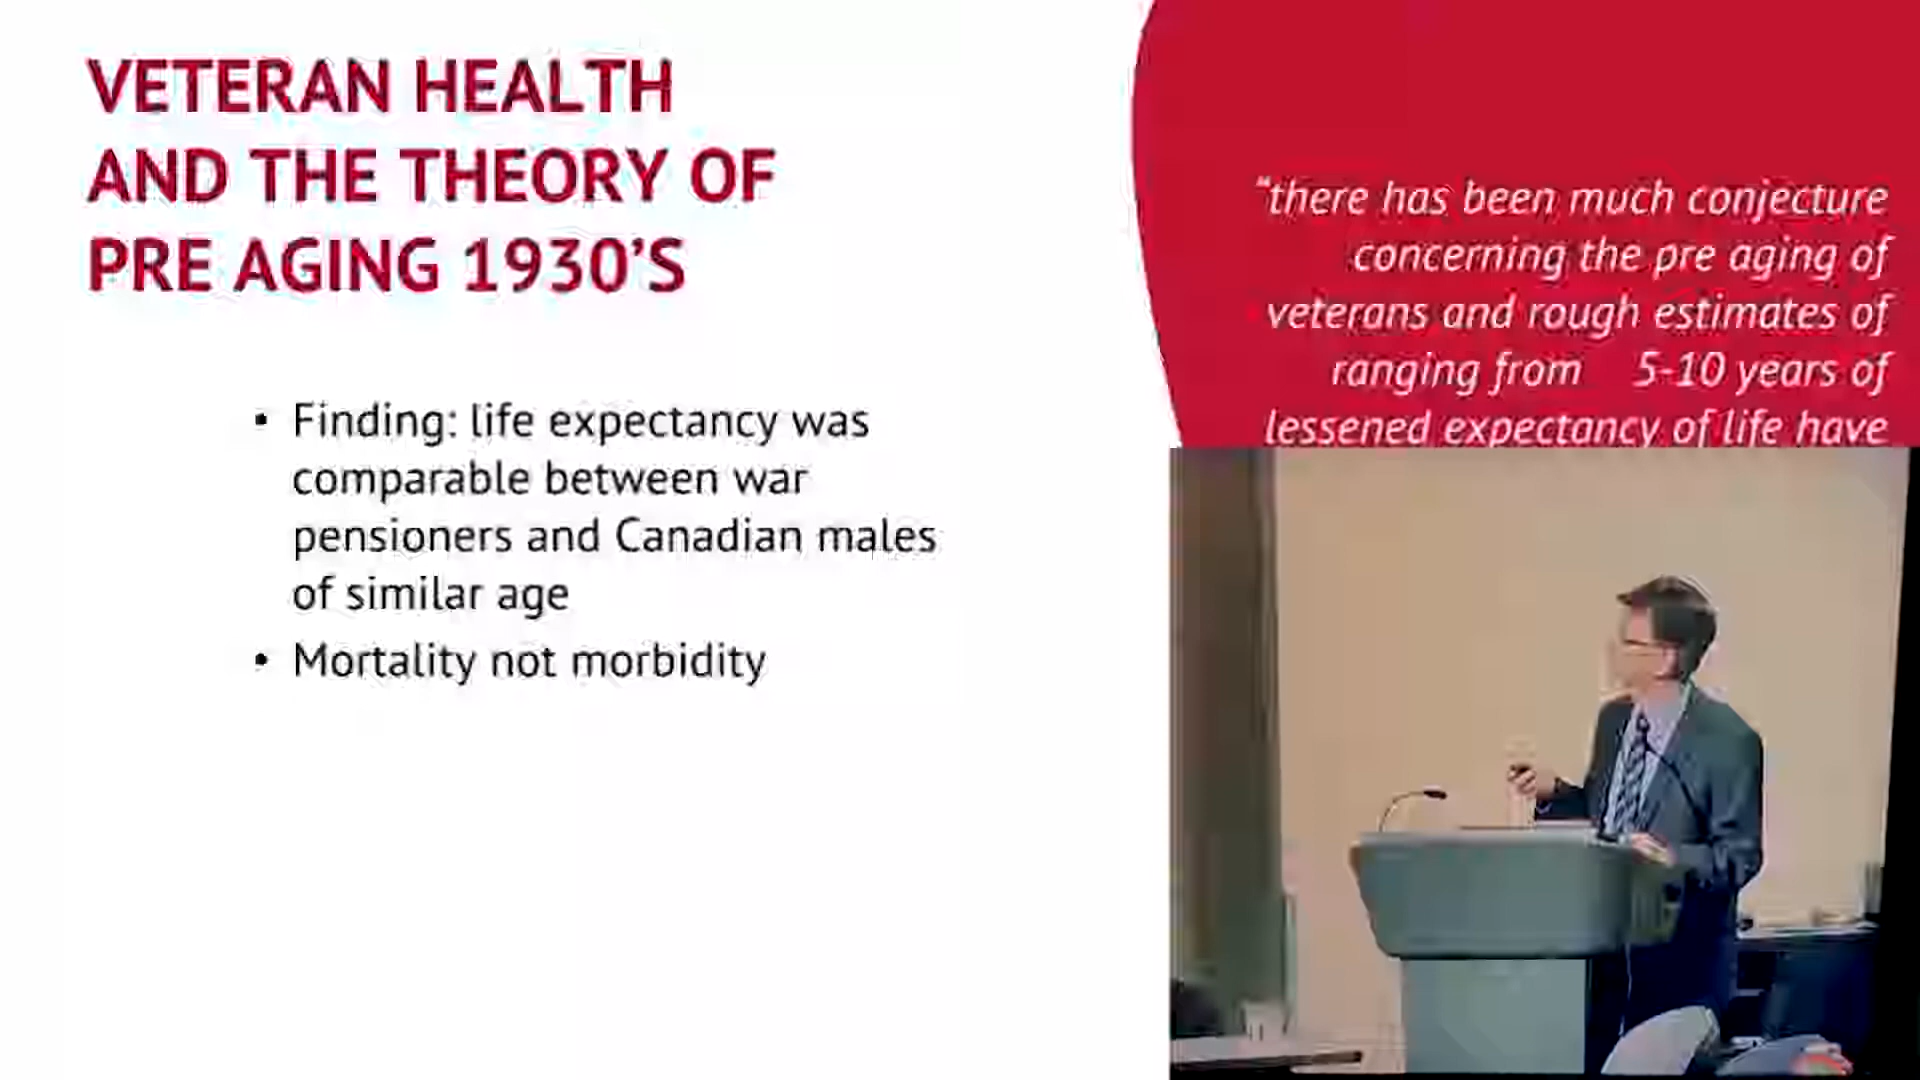 VETERAN HEALTH
AND THE THEORY OF
PRE AGING 1930'S
• Finding: life expectancy was
comparable between war
pensioners and Canadian males
of similar age
• Mortality not morbidity
"there has been much conjecture
concerning the pre aging of
veterans and rough estimates of
ranging from 5-10 years of
lessened expectancy of life have